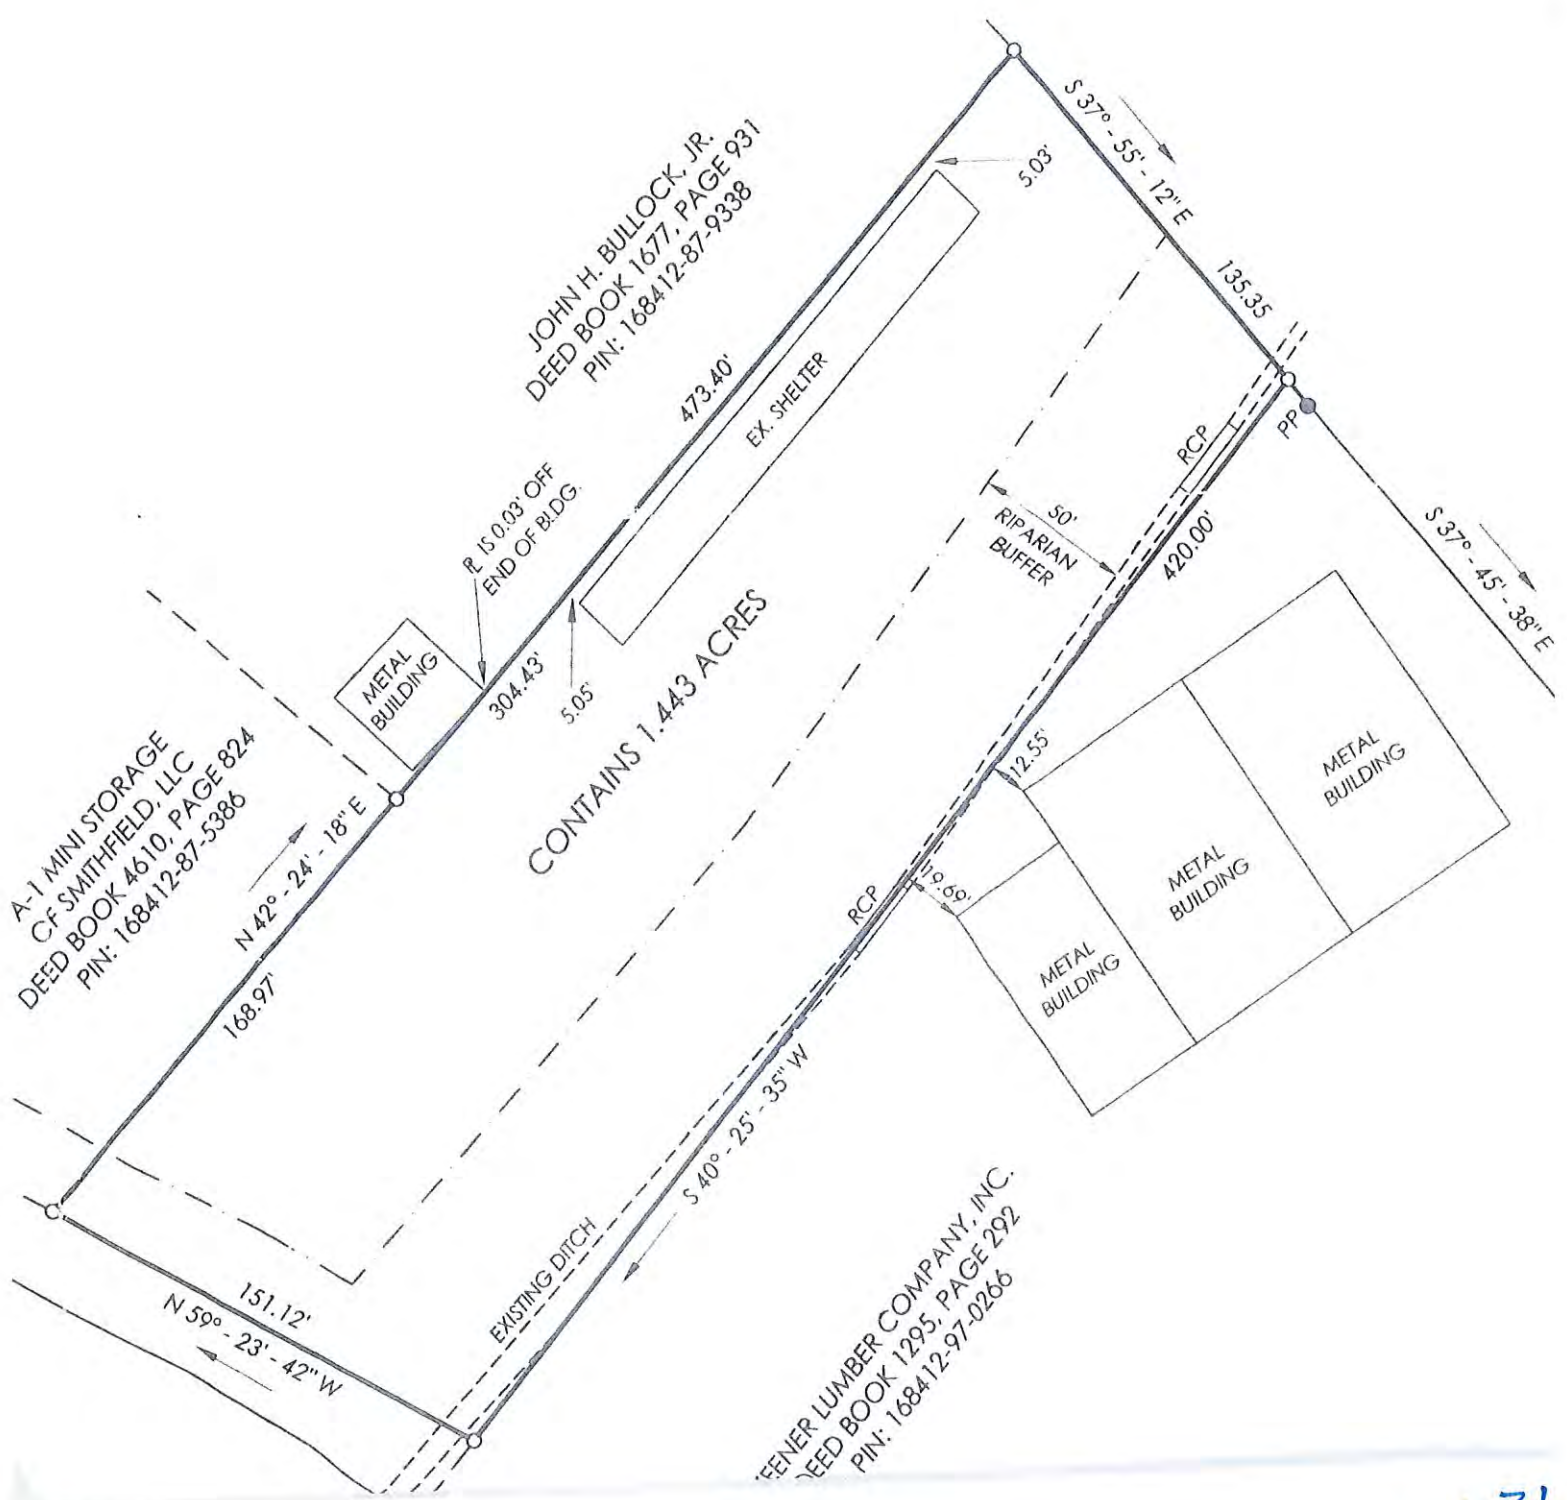 S 37° - 55' - 12" E
135.35
5.03'
JOHN H. BULLOCK, JR.
DEED BOOK 1677, PAGE 931
PIN: 168412-87-9338
473.40'
EX. SHELTER
PP
RCP
420.00'
S 37° - 45' - 38" E
50'
RIPARIAN
BUFFER
IS 0.03' OFF
END OF BLDG.
METAL
BUILDING
304.43'
5.05'
CONTAINS 1.443 ACRES
12.55'
METAL
BUILDING
METAL
BUILDING
METAL
BUILDING
19.69'
RCP
A-1 MINI STORAGE
CF SMITHFIELD, LLC
DEED BOOK 4610, PAGE 824
PIN: 168412-87-5386
N 42° - 24' - 18" E
168.97'
S 40° - 25' - 35" W
EXISTING DITCH
151.12'
N 59° - 23' - 42" W
EENER LUMBER COMPANY, INC.
DEED BOOK 1295, PAGE 292
PIN: 168412-97-0266